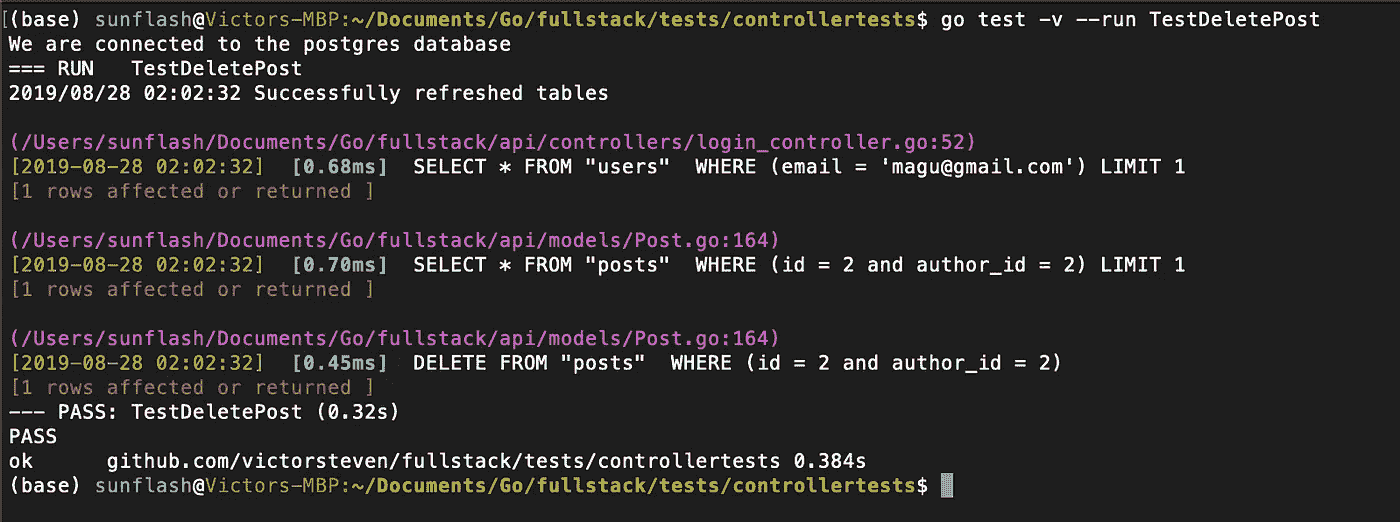 [(base) sunflash@Victors-MBP:~/Documents/Go/fullstack/tests/controllertests$ go test -v --run TestDeletePost
We are connected to the postgres database
=== RUN   TestDeletePost
2019/08/28 02:02:32 Successfully refreshed tables
(/Users/sunflash/Documents/Go/fullstack/api/controllers/login_controller.go:52)
[2019-08-28 02:02:32]  [0.68ms]  SELECT * FROM "users"  WHERE (email = 'magu@gmail.com') LIMIT 1
[1 rows affected or returned ]
(/Users/sunflash/Documents/Go/fullstack/api/models/Post.go:164)
[2019-08-28 02:02:32]  [0.70ms]  SELECT * FROM "posts"  WHERE (id = 2 and author_id = 2) LIMIT 1
[1 rows affected or returned ]
(/Users/sunflash/Documents/Go/fullstack/api/models/Post.go:164)
[2019-08-28 02:02:32]  [0.45ms]  DELETE FROM "posts"  WHERE (id = 2 and author_id = 2)
[1 rows affected or returned ]
--- PASS: TestDeletePost (0.32s)
PASS
ok      github.com/victorsteven/fullstack/tests/controllertests 0.384s
(base) sunflash@Victors-MBP:~/Documents/Go/fullstack/tests/controllertests$